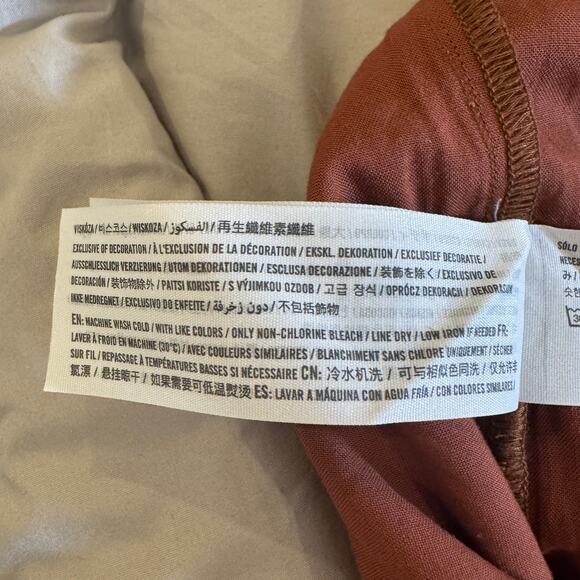 VISKÓZA / 비스코스 / WISKOZA / الفسكوز / 再生纖維素纖維
EXCLUSIVE OF DECORATION / À L'EXCLUSION DE LA DÉCORATION / EKSKL. DEKORATION / EXCLUSIEF DECORATIE /
AUSSCHLIESSLICH VERZIERUNG / UTOM DEKORATIONEN / ESCLUSA DECORAZIONE / 装飾を除く / EXCLUSIVO DE
DECORACIÓN / 装饰物除外 / PAITSI KORISTE / S VÝJIMKOU OZDOB / 고급 장식 / OPRÓCZ DEKORACJI / DEKORASJON
IKKE MEDREGNET / EXCLUSIVO DO ENFEITE / دون زخرفة / 不包括飾物
EN: MACHINE WASH COLD / WITH LIKE COLORS / ONLY NON-CHLORINE BLEACH / LINE DRY / LOW IRON IF NEEDED FR:
LAVER À FROID EN MACHINE (30°C) / AVEC COULEURS SIMILAIRES / BLANCHIMENT SANS CHLORE UNIQUEMENT / SÉCHER
SUR FIL / REPASSAGE À TEMPÉRATURES BASSES SI NÉCESSAIRE CN: 冷水机洗 / 可与相似色同洗 / 仅允许非
氯漂 / 悬挂晾干 / 如果需要可低温熨烫 ES: LAVAR A MÁQUINA CON AGUA FRÍA / CON COLORES SIMILARES /
SÓLO